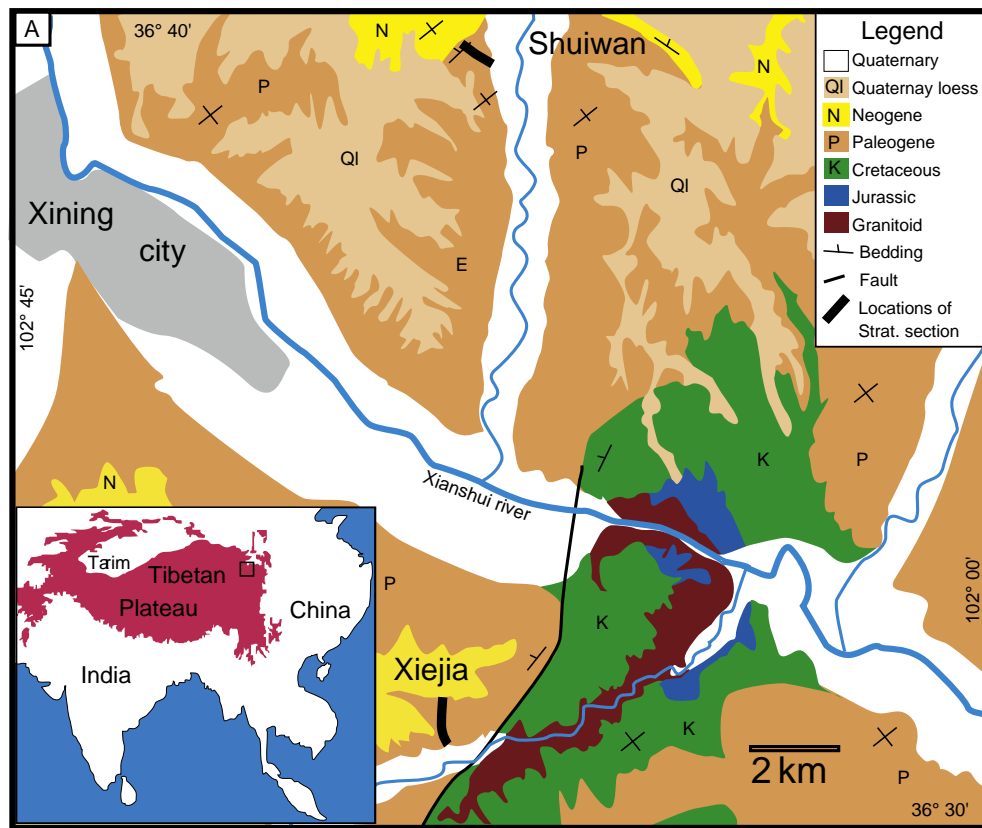 A
36° 40'
N
Shuiwan
N
P
P
Ql
Ql
Xining
city
E
102° 45'
K
P
N
Xianshui river
P
K
102° 00'
Xiejia
K
2 km
P
36° 30'
Legend
Quaternary
Ql Quaternay loess
N Neogene
P Paleogene
K Cretaceous
Jurassic
Granitoid
Bedding
Fault
Locations of
Strat. section
Tarim
Tibetan
Plateau
China
India